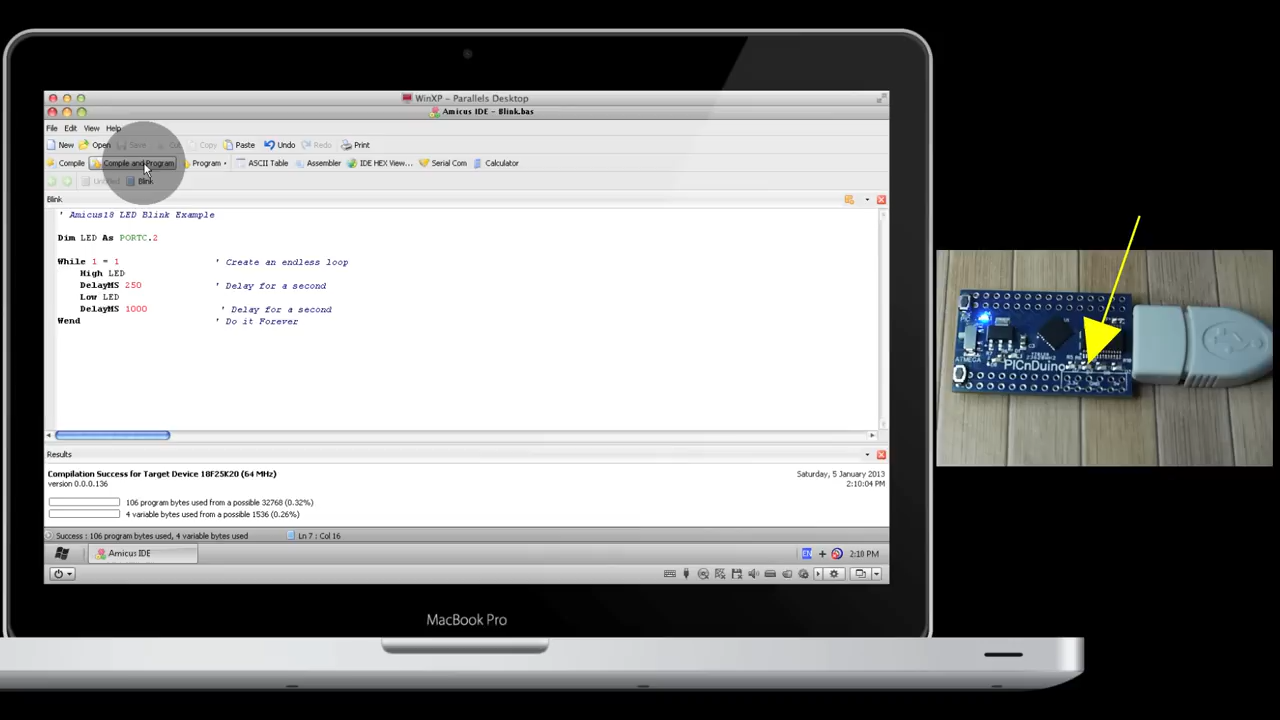 WinXP - Parallels Desktop
Amicus IDE - Blink.bas
File Edit View Help
New Open Save Cut Copy Paste Undo Redo Print
Compile Compile and Program Program ASCII Table Assembler IDE HEX View... Serial Com Calculator
Untitled Blink
Blink
' Amicus18 LED Blink Example
Dim LED As PORTC.2
While 1 = 1 ' Create an endless loop
High LED
DelayMS 250 ' Delay for a second
Low LED
DelayMS 1000 ' Delay for a second
Wend ' Do it Forever
Results
Compilation Success for Target Device 18F25K20 (64 MHz)
version 0.0.0.136
Saturday, 5 January 2013
2:10:04 PM
106 program bytes used from a possible 32768 (0.32%)
4 variable bytes used from a possible 1536 (0.26%)
Success : 106 program bytes used, 4 variable bytes used Ln 7 : Col 16
Amicus IDE EN 2:18 PM
MacBook Pro
ATMEGA
PICnDuino